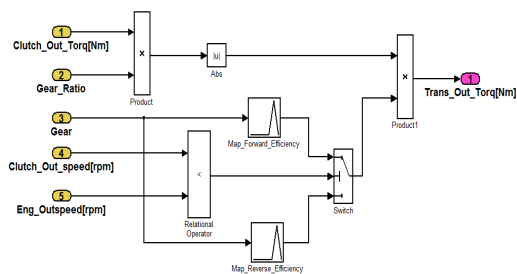 1
Clutch_Out_Torq[Nm]
2
Gear_Ratio
×
Product
|u|
Abs
×
Product1
1
Trans_Out_Torq[Nm]
3
Gear
Map_Forward_Efficiency
4
Clutch_Out_speed[rpm]
<
5
Eng_Outspeed[rpm]
Relational
Operator
Switch
Map_Reverse_Efficiency